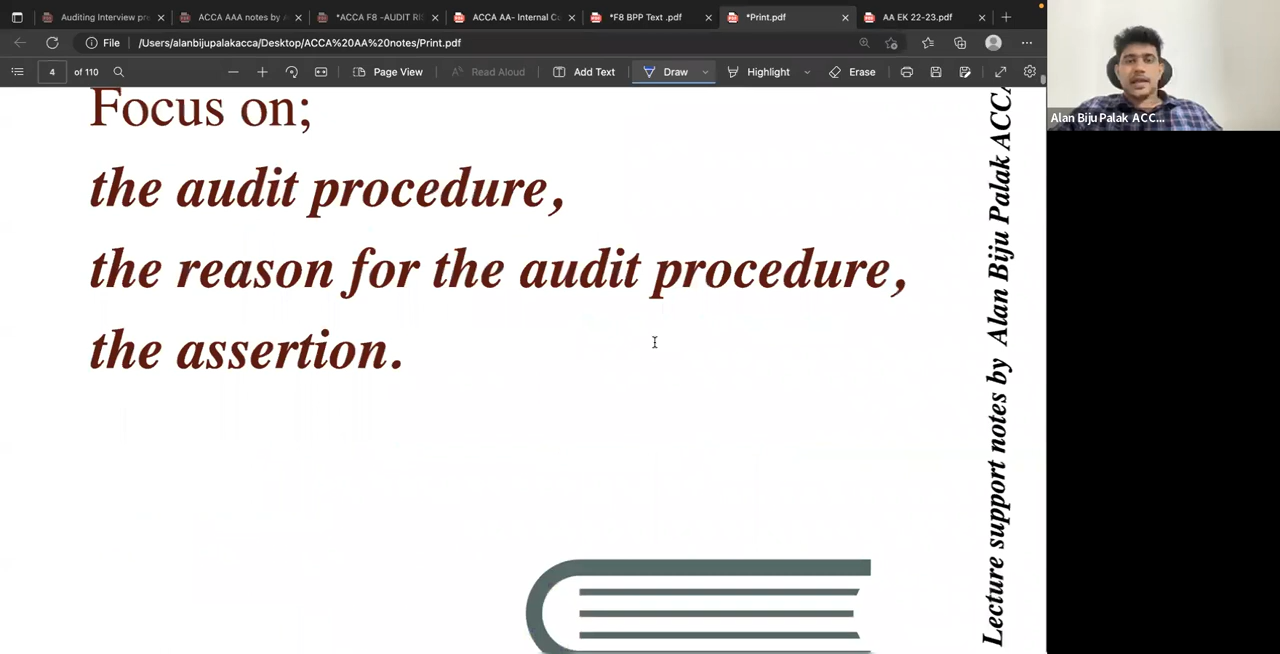 Auditing Interview pre
ACCA AAA notes by A
*ACCA F8 -AUDIT RI
ACCA AA- Internal Co
*F8 BPP Text .pdf
*Print.pdf
AA EK 22-23.pdf
File
/Users/alanbijupalakacca/Desktop/ACCA%20AA%20notes/Print.pdf
4 of 110
Page View
Read Aloud
Add Text
Draw
Highlight
Erase
Focus on;
the audit procedure,
the reason for the audit procedure,
the assertion.
Lecture support notes by Alan Biju Palak ACCA
Alan Biju Palak ACC...